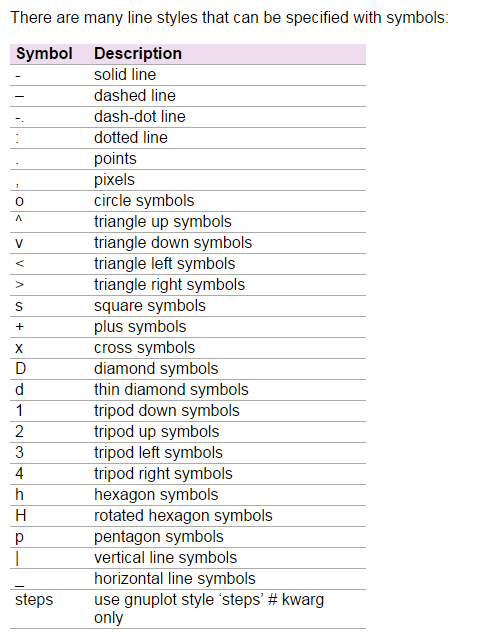 There are many line styles that can be specified with symbols:
Symbol Description
- solid line
– dashed line
-. dash-dot line
: dotted line
. points
, pixels
o circle symbols
^ triangle up symbols
v triangle down symbols
< triangle left symbols
> triangle right symbols
s square symbols
+ plus symbols
x cross symbols
D diamond symbols
d thin diamond symbols
1 tripod down symbols
2 tripod up symbols
3 tripod left symbols
4 tripod right symbols
h hexagon symbols
H rotated hexagon symbols
p pentagon symbols
| vertical line symbols
_ horizontal line symbols
steps use gnuplot style ‘steps’ # kwarg
only